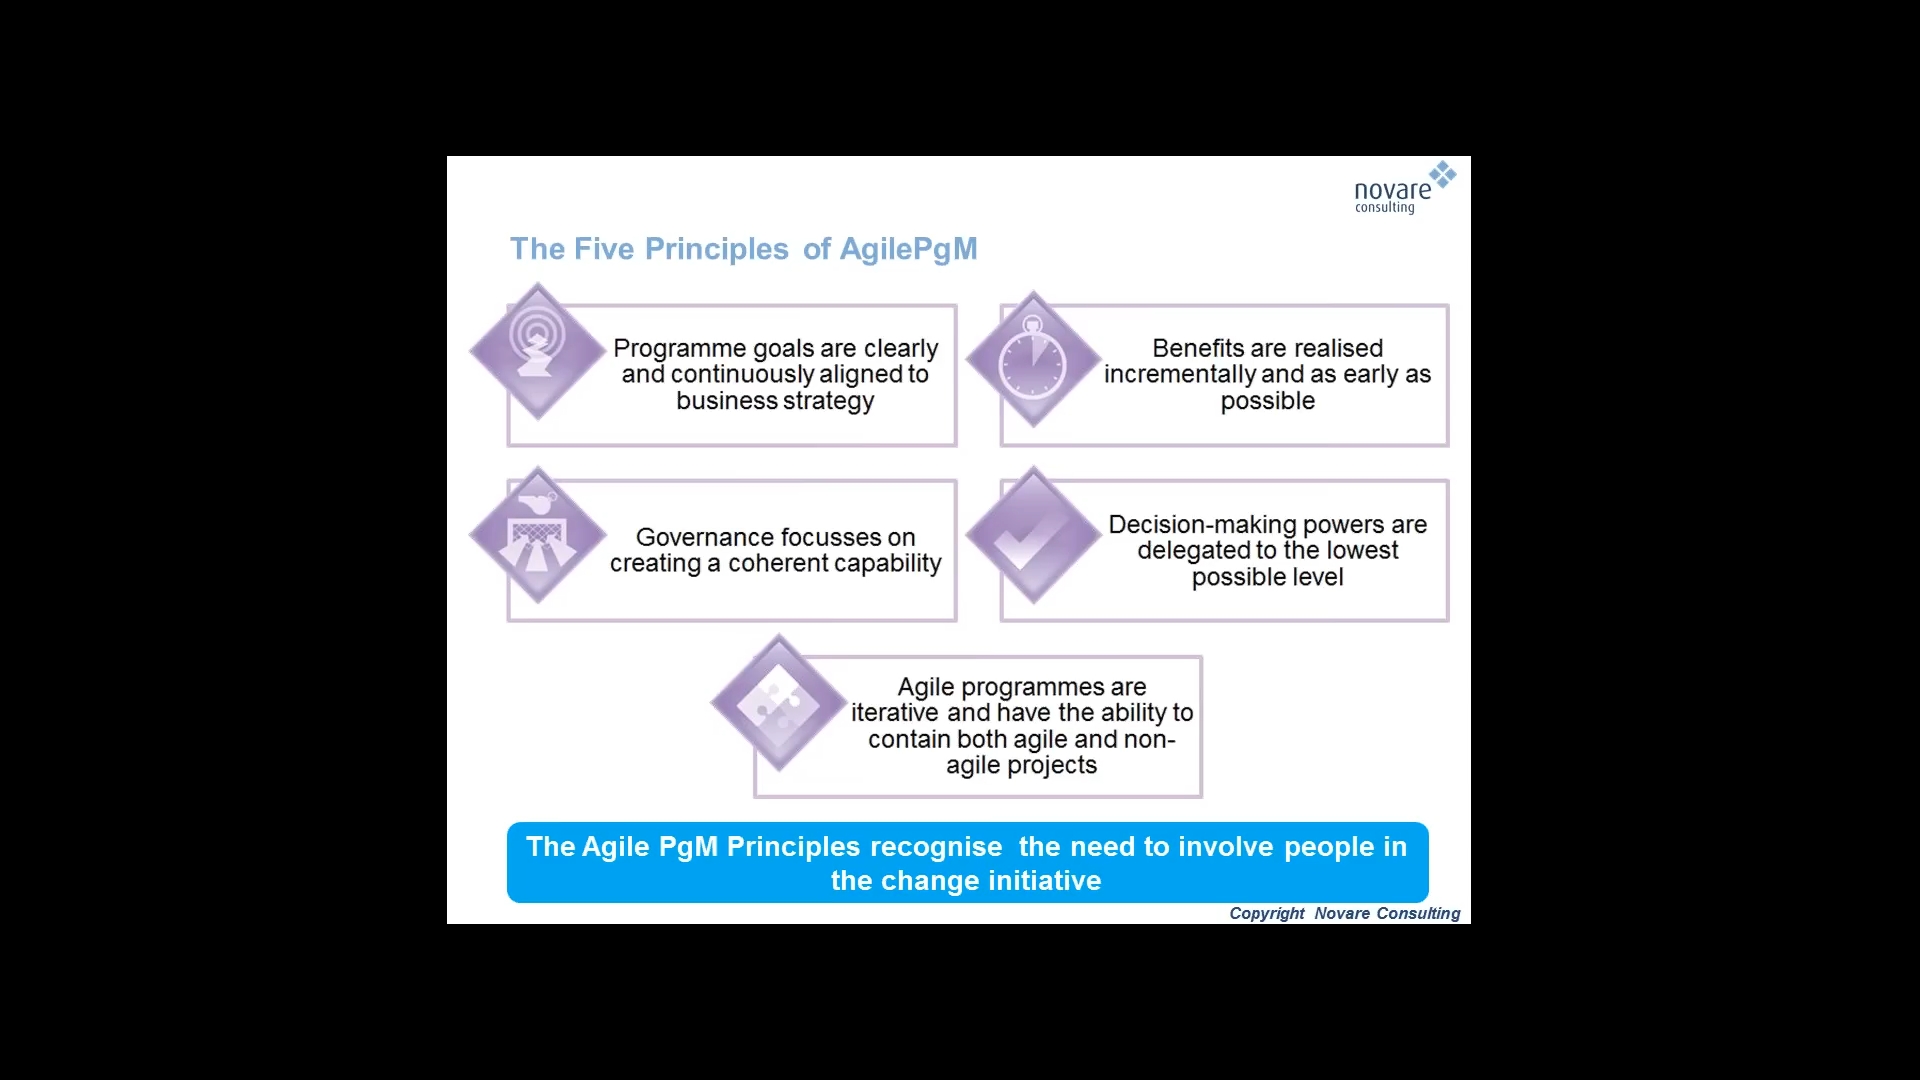 novare
consulting
The Five Principles of AgilePgM
Programme goals are clearly
and continuously aligned to
business strategy
Benefits are realised
incrementally and as early as
possible
Governance focusses on
creating a coherent capability
Decision-making powers are
delegated to the lowest
possible level
Agile programmes are
iterative and have the ability to
contain both agile and non-
agile projects
The Agile PgM Principles recognise the need to involve people in
the change initiative
Copyright Novare Consulting